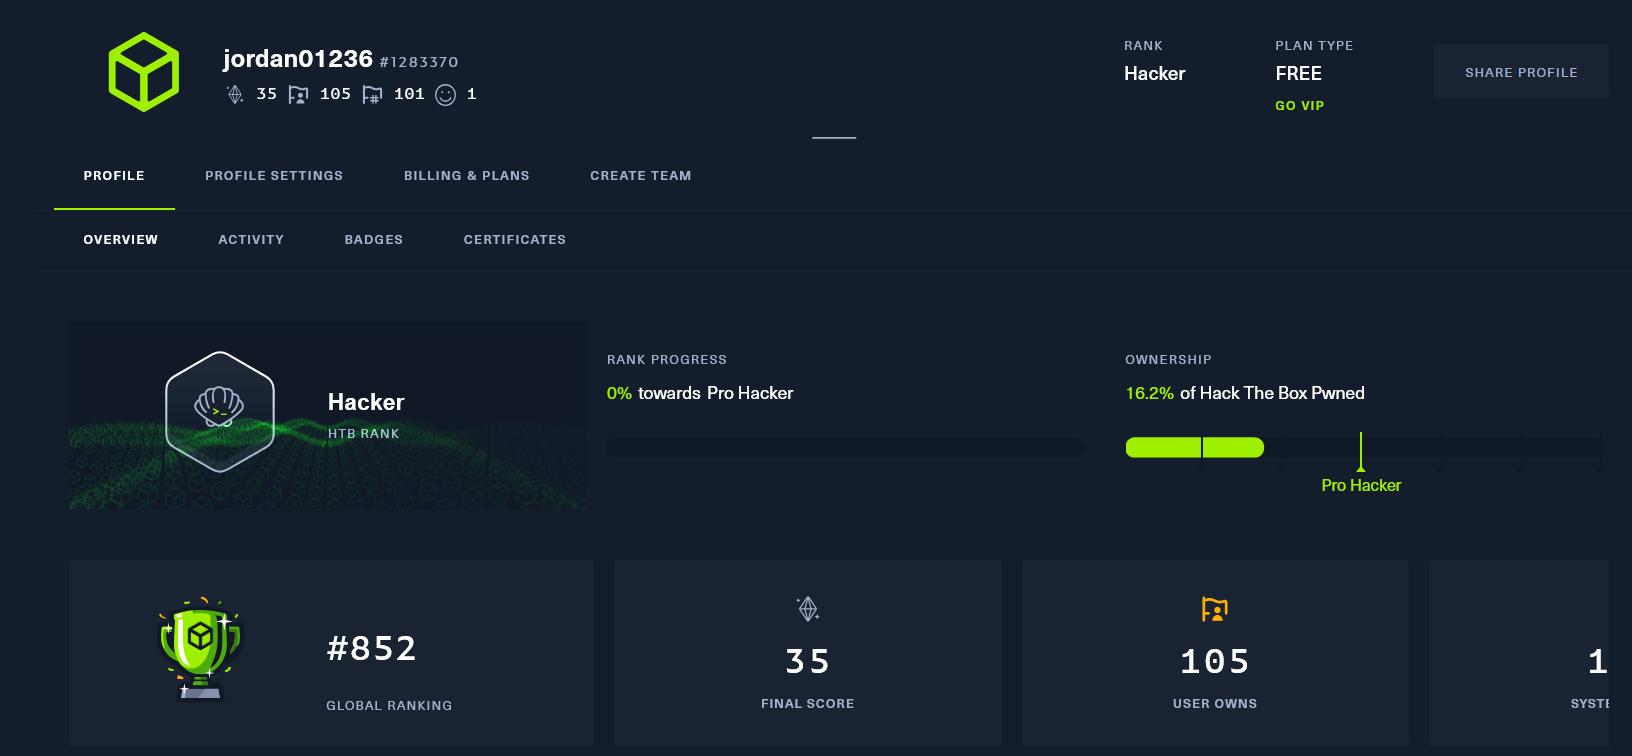 jordan01236 #1283370
35 105 101 1
RANK
Hacker
PLAN TYPE
FREE
GO VIP
SHARE PROFILE
PROFILE PROFILE SETTINGS BILLING & PLANS CREATE TEAM
OVERVIEW ACTIVITY BADGES CERTIFICATES
>_
Hacker
HTB RANK
RANK PROGRESS
0% towards Pro Hacker
OWNERSHIP
16.2% of Hack The Box Pwned
Pro Hacker
#852
GLOBAL RANKING
35
FINAL SCORE
105
USER OWNS
1
SYSTE